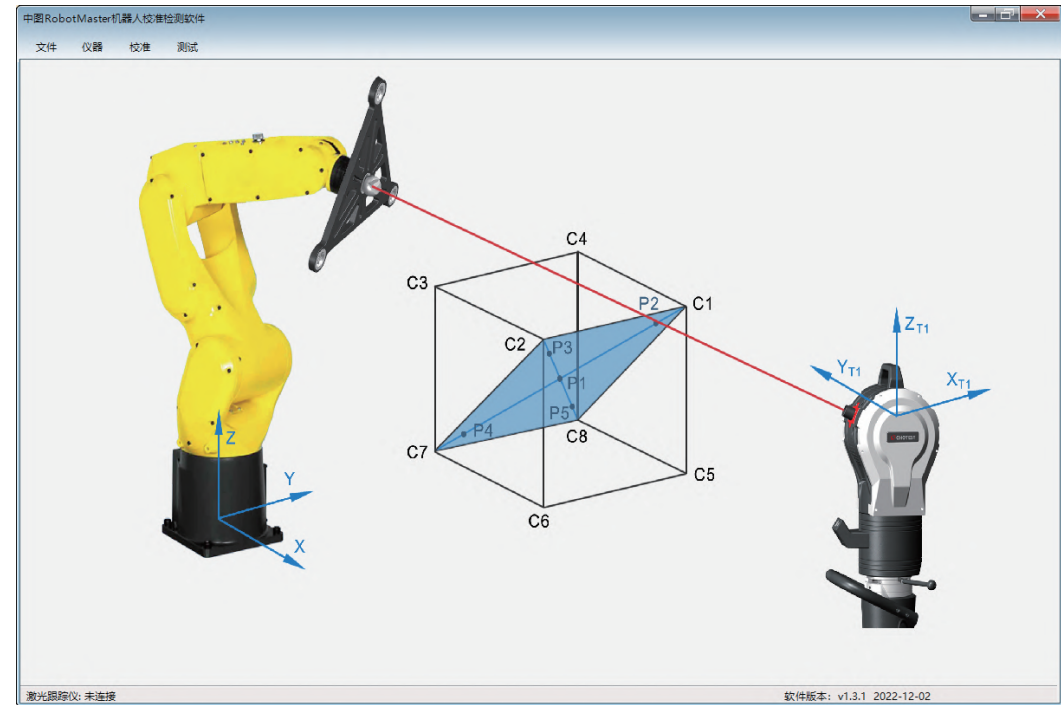 中图RobotMaster机器人校准检测软件
文件 仪器 校准 测试
C4
C3
P2 C1
C2 P3
P1
P5
P4 C8
C7
C5
C6
Z
Y
X
Z_T1
Y_T1 X_T1
激光跟踪仪: 未连接 软件版本: v1.3.1 2022-12-02